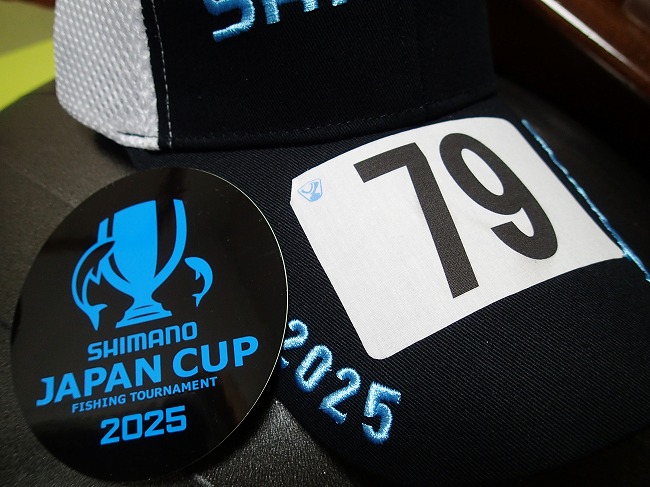 79
2025
SHIMANO
JAPAN CUP
FISHING TOURNAMENT
2025